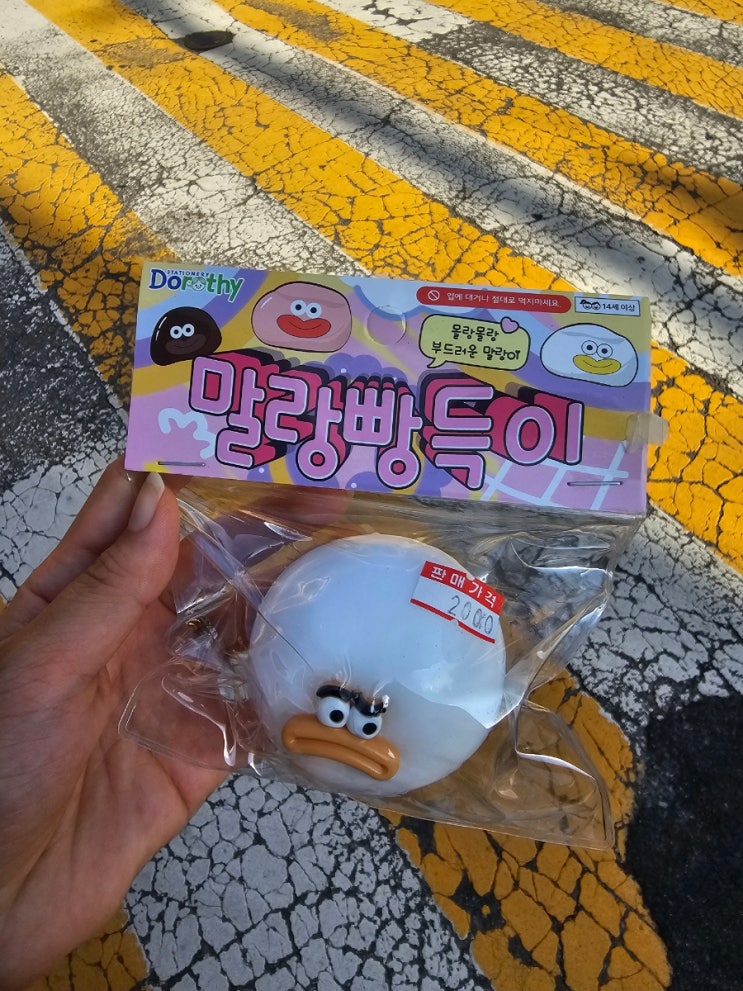 STATIONERY
Dorothy
입에 대거나 절대로 먹지마세요
14세 이상
몰랑몰랑
부드러운 말랑이
말랑빵득이
판매가격
2000